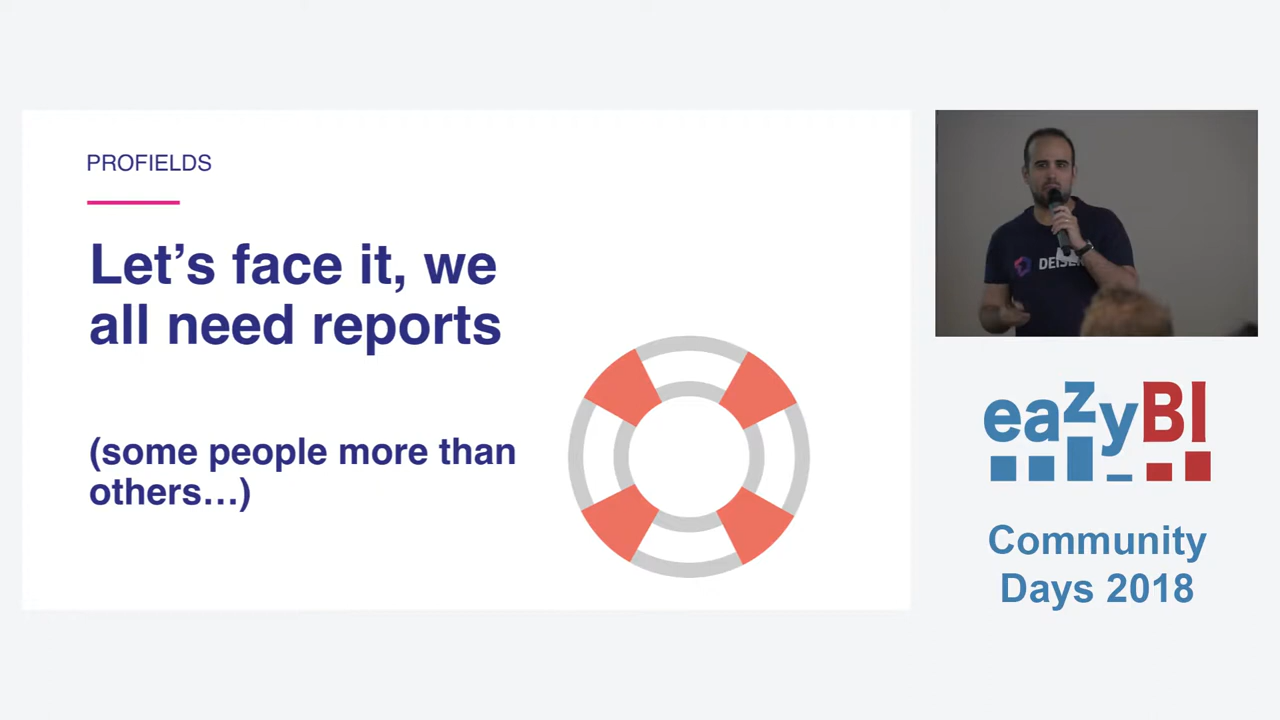 PROFIELDS
Let’s face it, we
all need reports
(some people more than
others…)
eazyBI
Community
Days 2018